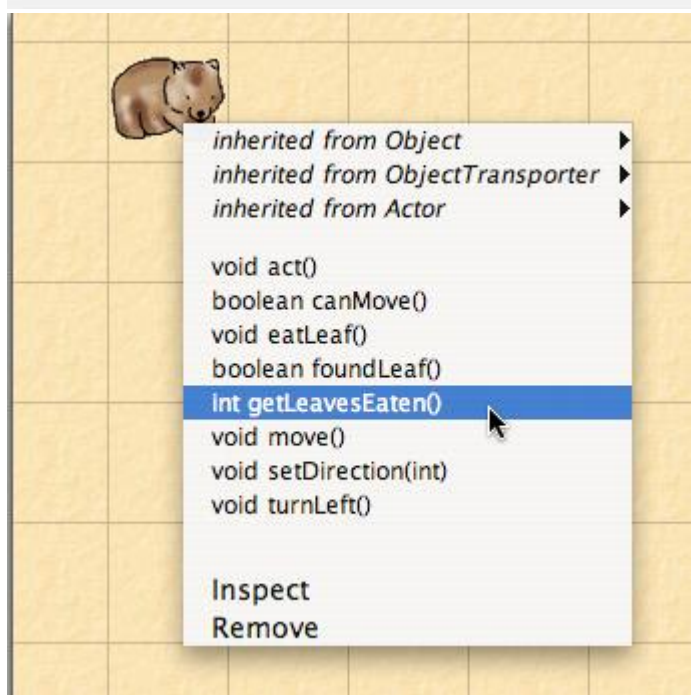 inherited from Object
inherited from ObjectTransporter
inherited from Actor
void act()
boolean canMove()
void eatLeaf()
boolean foundLeaf()
int getLeavesEaten()
void move()
void setDirection(int)
void turnLeft()
Inspect
Remove